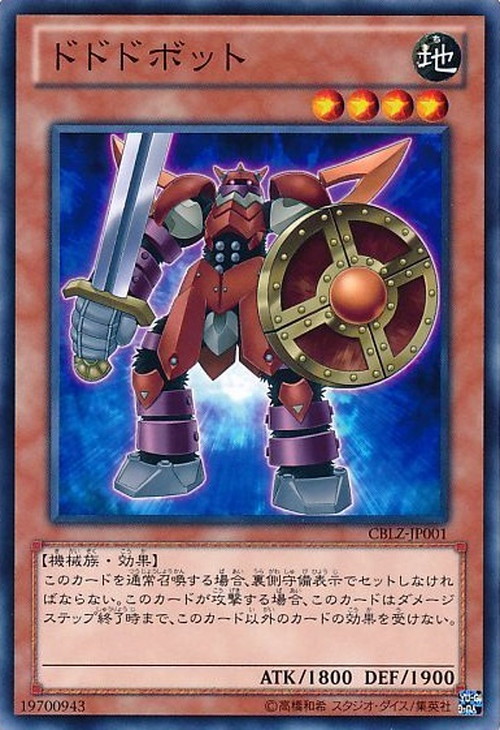 ドドドボット
地
CBLZ-JP001
【機械族・効果】
このカードを通常召喚する場合、裏側守備表示でセットしなけれ
ばならない。このカードが攻撃する場合、このカードはダメージ
ステップ終了時まで、このカード以外のカードの効果を受けない。
ATK/1800 DEF/1900
19700943
©高橋和希 スタジオ・ダイス/集英社